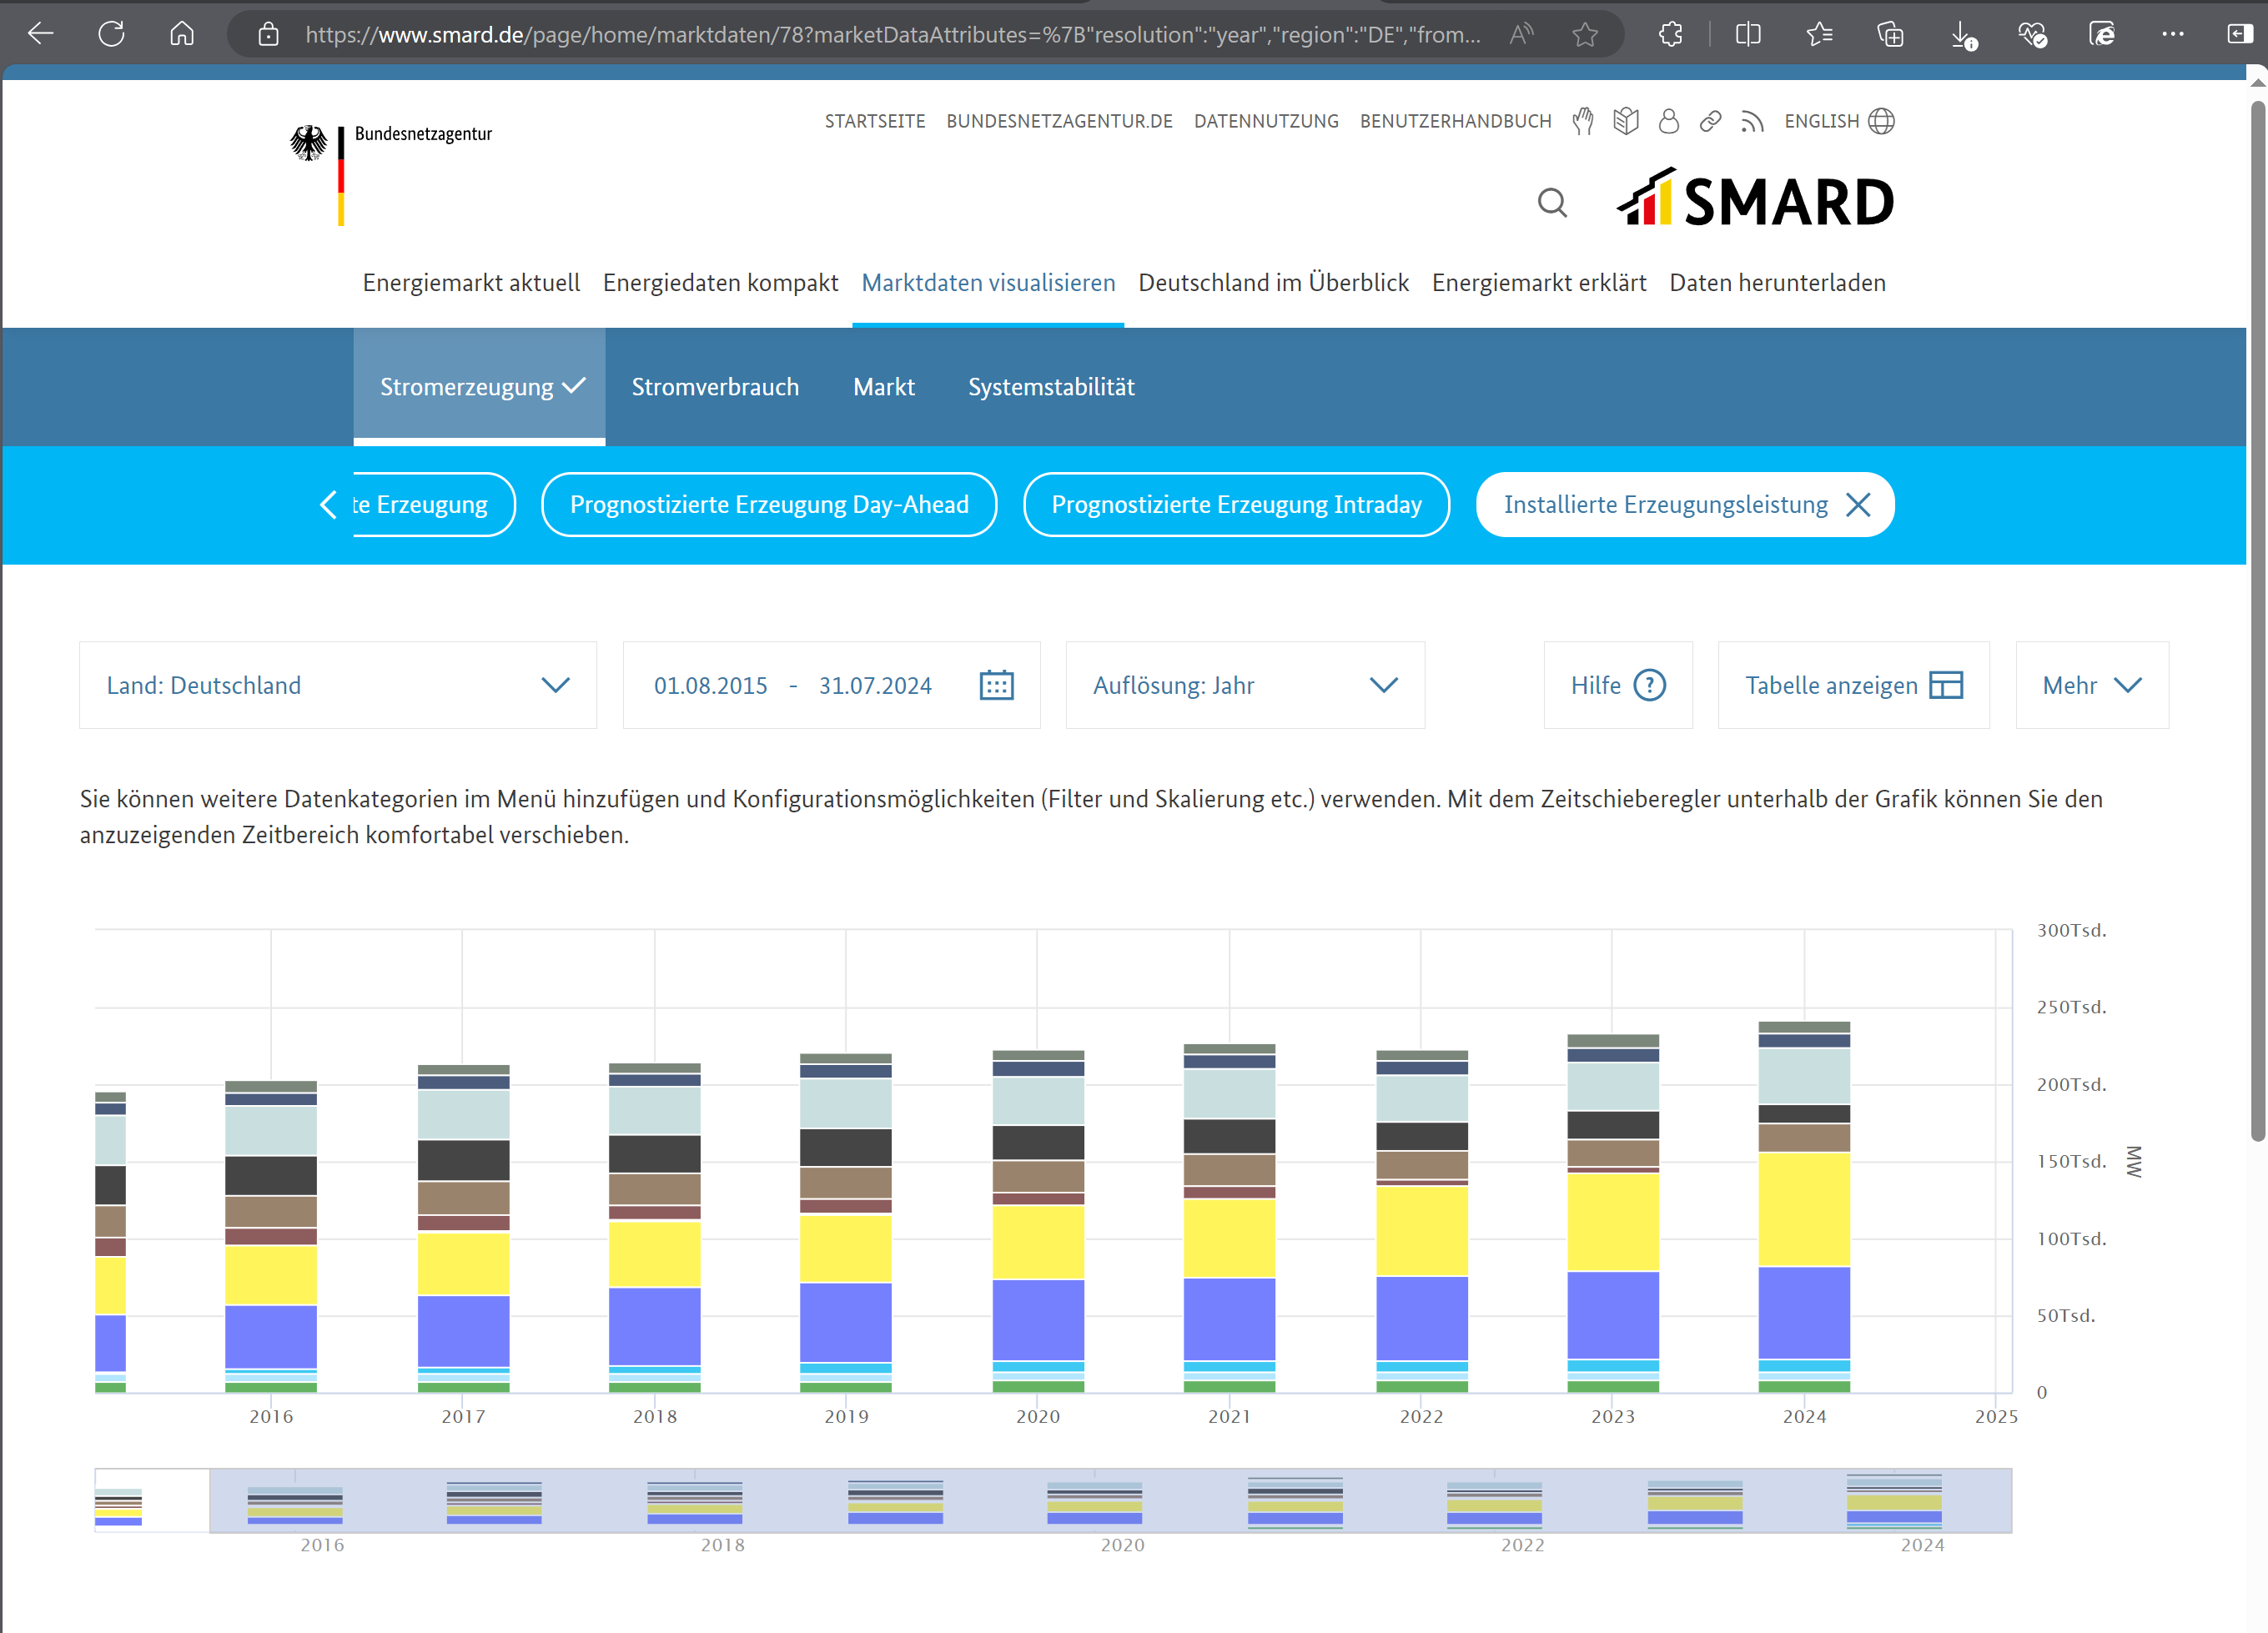 https://www.smard.de/page/home/marktdaten/78?marketDataAttributes=%7B"resolution":"year","region":"DE","from...
Bundesnetzagentur
STARTSEITE BUNDESNETZAGENTUR.DE DATENNUTZUNG BENUTZERHANDBUCH ENGLISH
SMARD
Energiemarkt aktuell Energiedaten kompakt Marktdaten visualisieren Deutschland im Überblick Energiemarkt erklärt Daten herunterladen
Stromerzeugung Stromverbrauch Markt Systemstabilität
te Erzeugung Prognostizierte Erzeugung Day-Ahead Prognostizierte Erzeugung Intraday Installierte Erzeugungsleistung
Land: Deutschland 01.08.2015 - 31.07.2024 Auflösung: Jahr Hilfe ? Tabelle anzeigen Mehr
Sie können weitere Datenkategorien im Menü hinzufügen und Konfigurationsmöglichkeiten (Filter und Skalierung etc.) verwenden. Mit dem Zeitschieberegler unterhalb der Grafik können Sie den
anzuzeigenden Zeitbereich komfortabel verschieben.
300Tsd.
250Tsd.
200Tsd.
150Tsd.
MW
100Tsd.
50Tsd.
0
2016 2017 2018 2019 2020 2021 2022 2023 2024 2025
2016 2018 2020 2022 2024